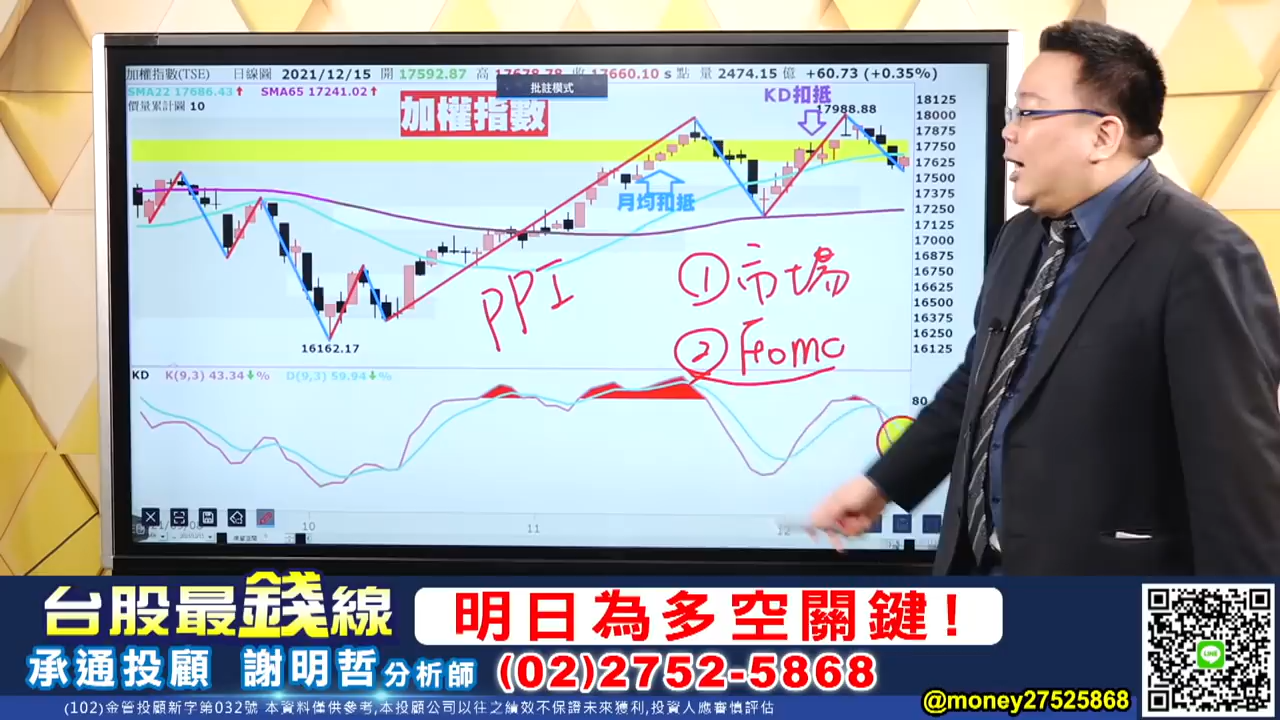 加權指數(TSE) 日線圖 2021/12/15 開 17592.87 高 17678.78 收 17660.10 s 點 量 2474.15 億 +60.73 (+0.35%)
批註模式
SMA22 17686.43↑ SMA65 17241.02↑
價量累計圖 10
加權指數
KD扣抵
17988.88
月均扣抵
18125
18000
17875
17750
17625
17500
17375
17250
17125
17000
16875
16750
16625
16500
16375
16250
16125
PPI
①市場
②Fomc
16162.17
KD K(9,3) 43.34↓% D(9,3) 59.94↓%
80
10 11 12
台股最錢線
明日為多空關鍵!
承通投顧 謝明哲分析師 (02)2752-5868
(102)金管投顧新字第032號 本資料僅供參考,本投顧公司以往之績效不保證未來獲利,投資人應審慎評估
LINE
@money27525868